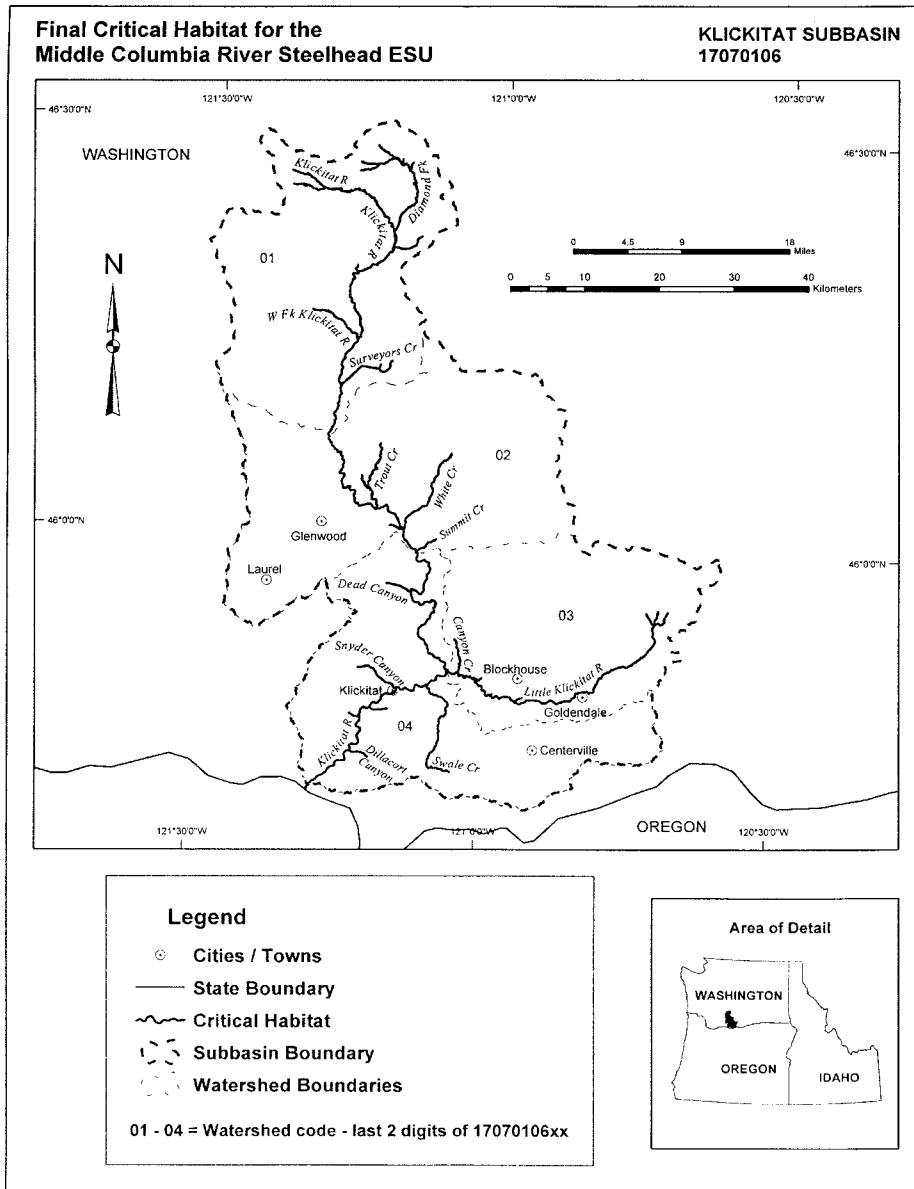 Final Critical Habitat for the
Middle Columbia River Steelhead ESU
KLICKITAT SUBBASIN
17070106
121°30'0"W
121°0'0"W
120°30'0"W
46°30'0"N
46°30'0"N
WASHINGTON
Klickitat R
Diamond Fk
Klickitat R
01
0 4.5 9 18
Miles
0 5 10 20 30 40
Kilometers
N
W Fk Klickitat R
Surveyors Cr
02
Trout Cr
White Cr
Summit Cr
46°0'0"N
46°0'0"N
Glenwood
Laurel
Dead Canyon
03
Canyon Cr
Snyder Canyon
Blockhouse
Little Klickitat R
Klickitat
Goldendale
04
Klickitat R
Dillacort
Canyon
Swale Cr
Centerville
OREGON
121°30'0"W
121°0'0"W
120°30'0"W
Legend
Cities / Towns
State Boundary
Critical Habitat
Subbasin Boundary
Watershed Boundaries
01 - 04 = Watershed code - last 2 digits of 17070106xx
Area of Detail
WASHINGTON
OREGON
IDAHO